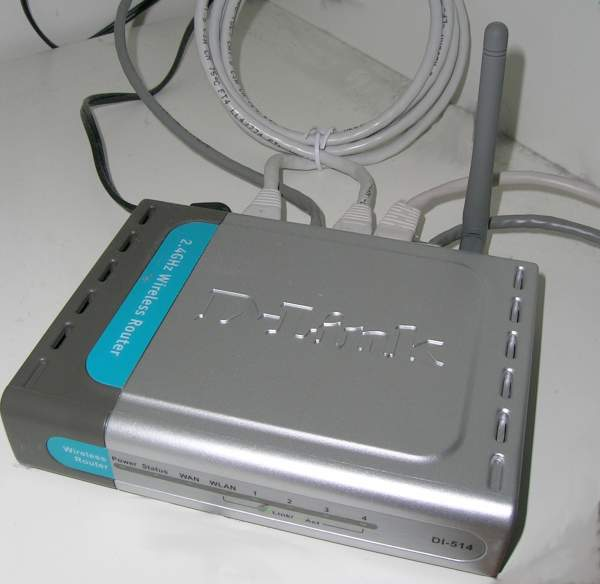 2.4GHz Wireless Router
D-Link
Wireless
Router
Power Status WAN WLAN 1 2 3 4
Link/ Act
DI-514